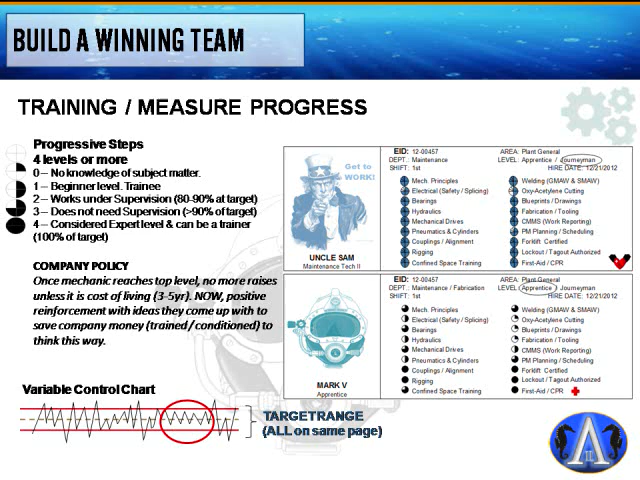 BUILD A WINNING TEAM
TRAINING / MEASURE PROGRESS
Progressive Steps
4 levels or more
0 – No knowledge of subject matter.
1 – Beginner level. Trainee
2 – Works under Supervision (80-90% at target)
3 – Does not need Supervision (>90% of target)
4 – Considered Expert level & can be a trainer
(100% of target)
COMPANY POLICY
Once mechanic reaches top level, no more raises
unless it is cost of living (3-5yr). NOW, positive
reinforcement with ideas they come up with to
save company money (trained / conditioned) to
think this way.
Variable Control Chart
TARGETRANGE
(ALL on same page)
Get to
WORK!
UNCLE SAM
Maintenance Tech II
EID: 12-00457
DEPT.: Maintenance
SHIFT: 1st
AREA: Plant General
LEVEL: Apprentice / Journeyman
HIRE DATE: 12/21/2012
Mech. Principles
Electrical (Safety / Splicing)
Bearings
Hydraulics
Mechanical Drives
Pneumatics & Cylinders
Couplings / Alignment
Rigging
Confined Space Training
Welding (GMAW & SMAW)
Oxy-Acetylene Cutting
Blueprints / Drawings
Fabrication / Tooling
CMMS (Work Reporting)
PM Planning / Scheduling
Forklift Certified
Lockout / Tagout Authorized
First-Aid / CPR
MARK V
Apprentice
EID: 12-00457
DEPT.: Maintenance / Fabrication
SHIFT: 1st
AREA: Plant General
LEVEL: Apprentice / Journeyman
HIRE DATE: 12/21/2012
Mech. Principles
Electrical (Safety / Splicing)
Bearings
Hydraulics
Mechanical Drives
Pneumatics & Cylinders
Couplings / Alignment
Rigging
Confined Space Training
Welding (GMAW & SMAW)
Oxy-Acetylene Cutting
Blueprints / Drawings
Fabrication / Tooling
CMMS (Work Reporting)
PM Planning / Scheduling
Forklift Certified
Lockout / Tagout Authorized
First-Aid / CPR
A